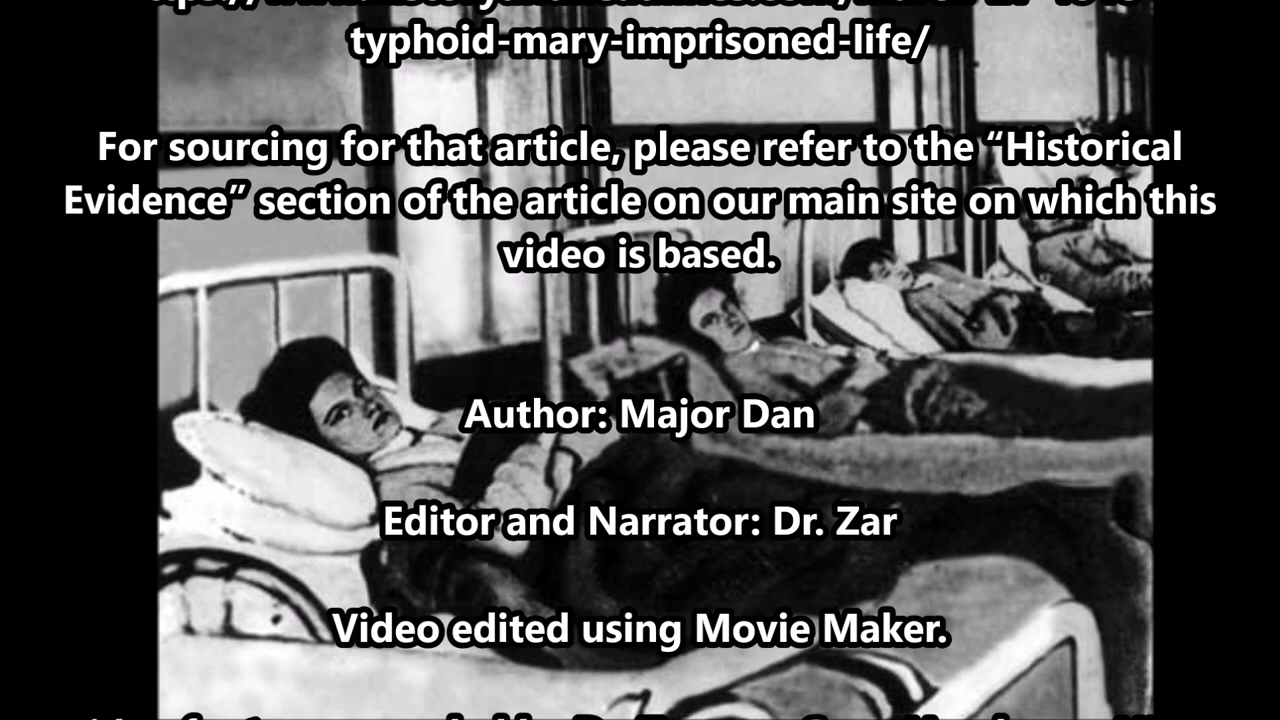 typhoid-mary-imprisoned-life/
For sourcing for that article, please refer to the “Historical
Evidence” section of the article on our main site on which this
video is based.
Author: Major Dan
Editor and Narrator: Dr. Zar
Video edited using Movie Maker.